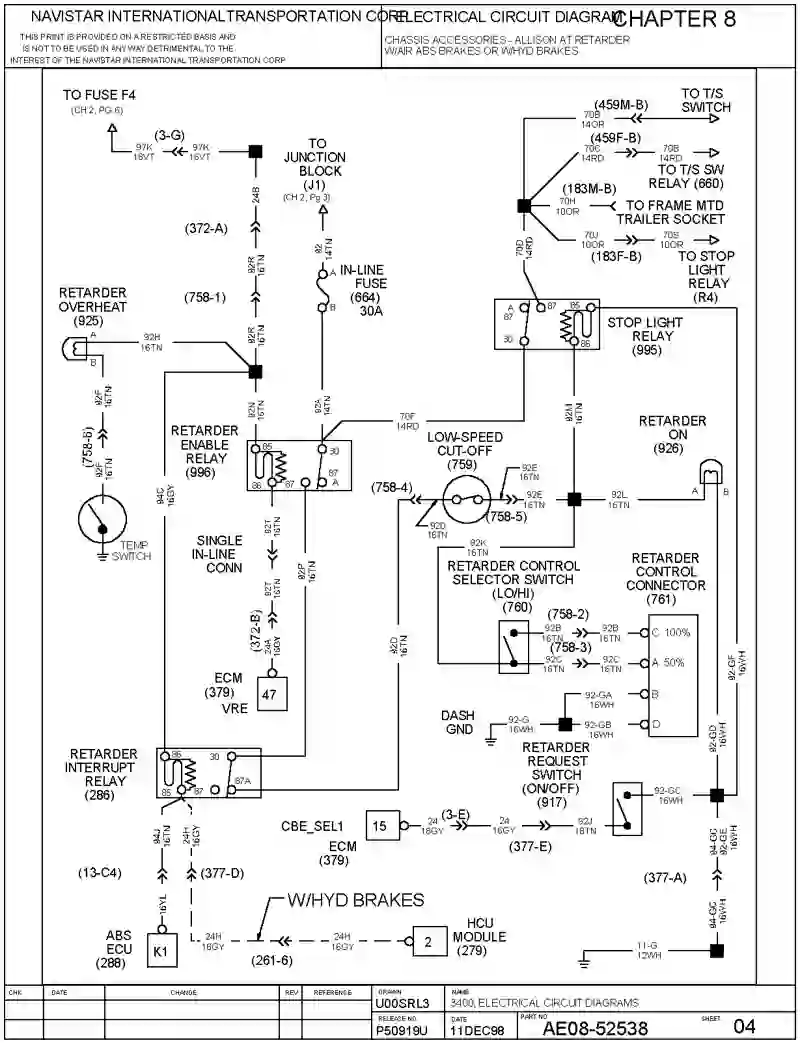 NAVISTAR INTERNATIONAL TRANSPORTATION CORP.
THIS PRINT IS PROVIDED ON A RESTRICTED BASIS AND
IS NOT TO BE USED IN ANY WAY DETRIMENTAL TO THE
INTEREST OF THE NAVISTAR INTERNATIONAL TRANSPORTATION CORP
ELECTRICAL CIRCUIT DIAGRAM
CHAPTER 8
CHASSIS ACCESSORIES - ALLISON AT RETARDER
W/AIR ABS BRAKES OR W/HYD BRAKES
TO FUSE F4
(CH 2, PG 6)
(3-G)
97K
16VT
97K
16VT
24B
(372-A)
92R
16TN
(758-1)
92R
16TN
TO
JUNCTION
BLOCK
(J1)
(CH 2, Pg 3)
92
14TN
A
IN-LINE
FUSE
(664)
30A
B
TO T/S
SWITCH
(459M-B)
70B
14OR
(459F-B)
70C
14RD
70B
14RD
TO T/S SW
RELAY (660)
(183M-B)
70H
10OR
TO FRAME MTD
TRAILER SOCKET
70J
10OR
70S
10OR
(183F-B)
TO STOP
LIGHT
RELAY
(R4)
70D
14RD
RETARDER
OVERHEAT
(925)
A
92H
16TN
B
92F
16TN
(758-6)
92F
16TN
TEMP
SWITCH
A
87
87
85
30
86
STOP LIGHT
RELAY
(995)
92N
16TN
92A
14TN
70F
14RD
92M
16TN
RETARDER
ENABLE
RELAY
(996)
85
30
87
A
86
87
94C
16GY
LOW-SPEED
CUT-OFF
(759)
(758-4)
92E
16TN
92E
16TN
(758-5)
92D
16TN
92L
16TN
RETARDER
ON
(926)
A
B
SINGLE
IN-LINE
CONN
92T
16TN
92T
16TN
92P
16TN
(372-B)
24A
16GY
ECM
(379)
VRE
47
92D
16TN
92K
16TN
RETARDER CONTROL
SELECTOR SWITCH
(LO/HI)
(760)
(758-2)
92B
16TN
92B
16TN
(758-3)
92C
16TN
92C
16TN
RETARDER
CONTROL
CONNECTOR
(761)
C 100%
A 50%
B
D
92-GA
16WH
92-GB
16WH
92-G
16WH
DASH
GND
92-GF
16WH
92-GD
16WH
RETARDER
INTERRUPT
RELAY
(286)
86
30
87A
85
87
RETARDER
REQUEST
SWITCH
(ON/OFF)
(917)
92-GC
16WH
CBE_SEL1
15
ECM
(379)
24
16GY
(3-E)
24
16GY
(377-E)
92J
16TN
94-GC
92-GE
16WH
(377-A)
94-GC
16WH
11-G
12WH
94J
16TN
24H
16GY
(13-C4)
(377-D)
16YL
ABS
ECU
(288)
K1
W/HYD BRAKES
24H
16GY
(261-6)
24H
16GY
2
HCU
MODULE
(279)
CHK
DATE
CHANGE
REV
REFERENCE
DRAWN
U00SRL3
NAME
3400, ELECTRICAL CIRCUIT DIAGRAMS
RELEASE NO.
P50919U
DATE
11DEC98
PART NO.
AE08-52538
SHEET
04